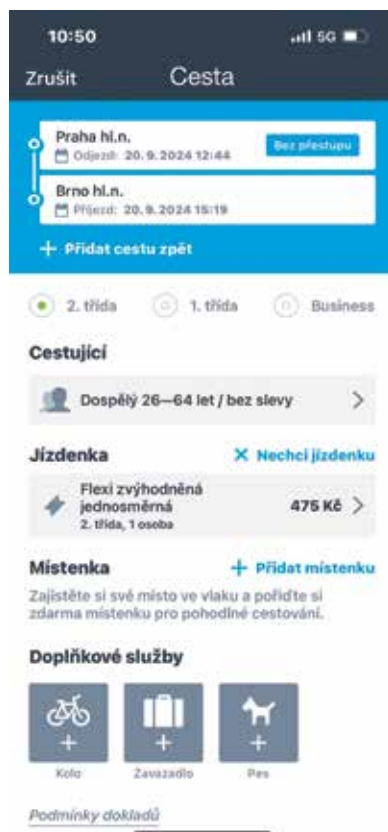 10:50
5G
Zrušit
Cesta
Praha hl.n.
Odjezd: 20.9.2024 12:44
Bez přestupu
Brno hl.n.
Příjezd: 20.9.2024 15:19
+ Přidat cestu zpět
2. třída
1. třída
Business
Cestující
Dospělý 26—64 let / bez slevy
Jízdenka
× Nechci jízdenku
Flexi zvýhodněná
jednosměrná
475 Kč
2. třída, 1 osoba
Místenka
+ Přidat místenku
Zajistěte si své místo ve vlaku a pořiďte si
zdarma místenku pro pohodlné cestování.
Doplňkové služby
Kolo
Zavazadlo
Pes
Podmínky dokladů